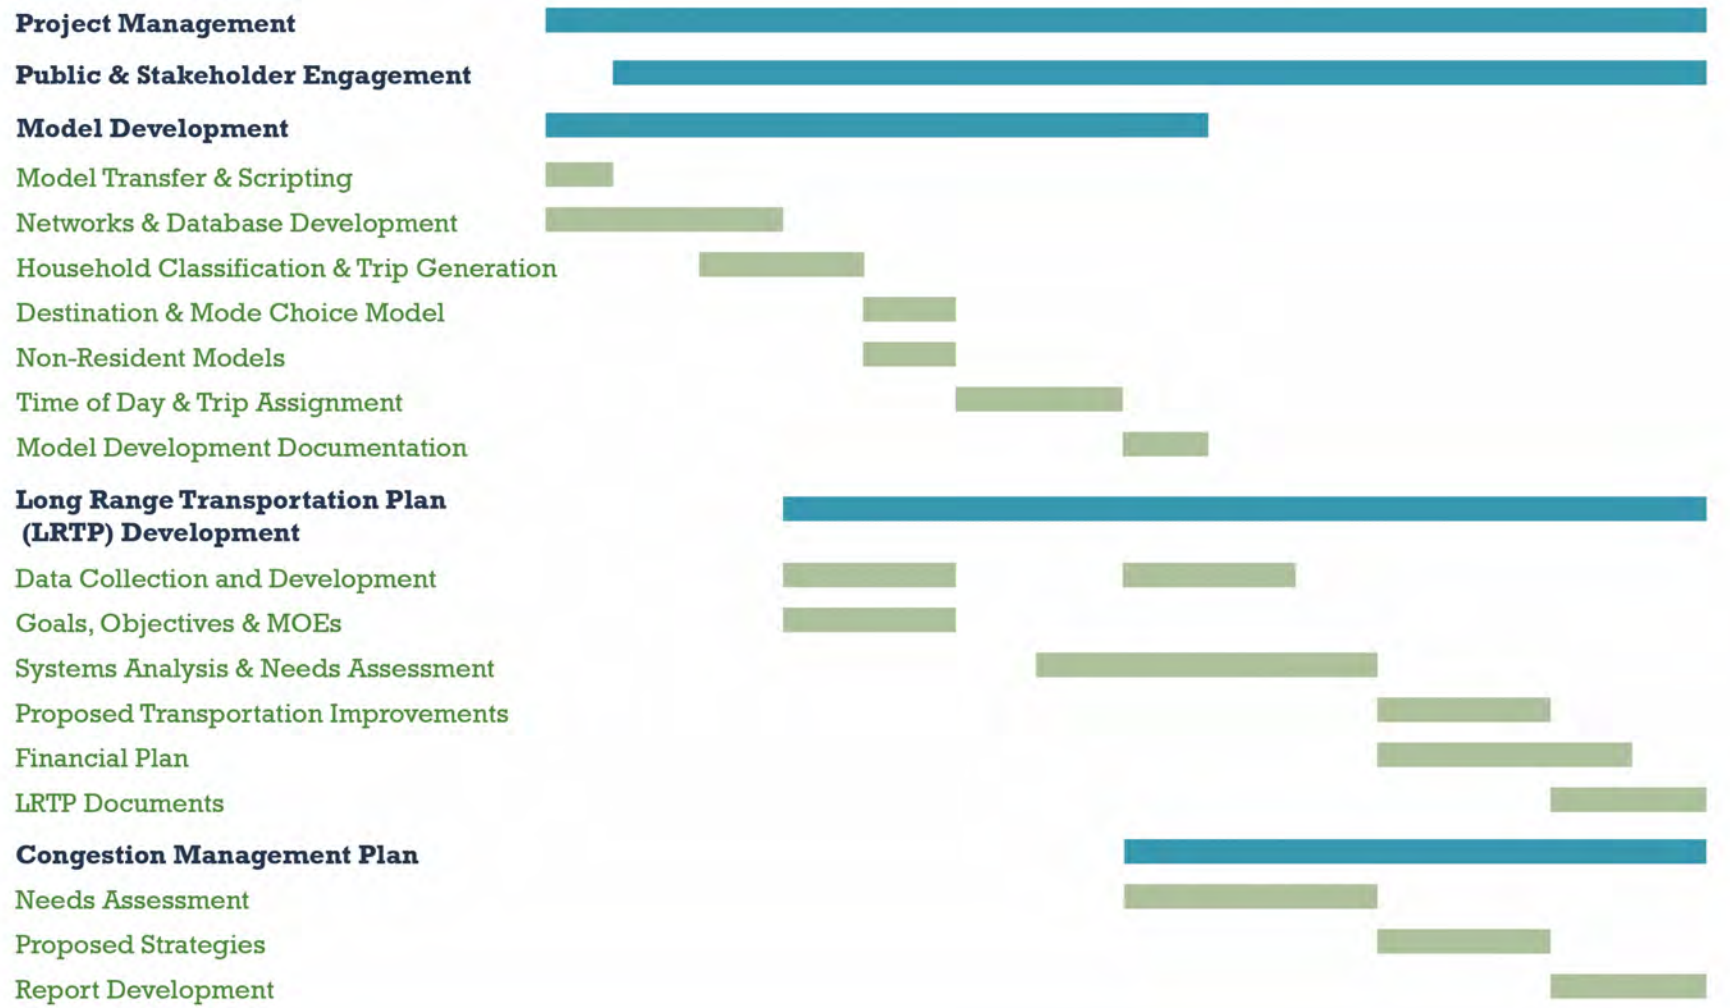 Project Management
Public & Stakeholder Engagement
Model Development
Model Transfer & Scripting
Networks & Database Development
Household Classification & Trip Generation
Destination & Mode Choice Model
Non-Resident Models
Time of Day & Trip Assignment
Model Development Documentation
Long Range Transportation Plan
(LRTP) Development
Data Collection and Development
Goals, Objectives & MOEs
Systems Analysis & Needs Assessment
Proposed Transportation Improvements
Financial Plan
LRTP Documents
Congestion Management Plan
Needs Assessment
Proposed Strategies
Report Development